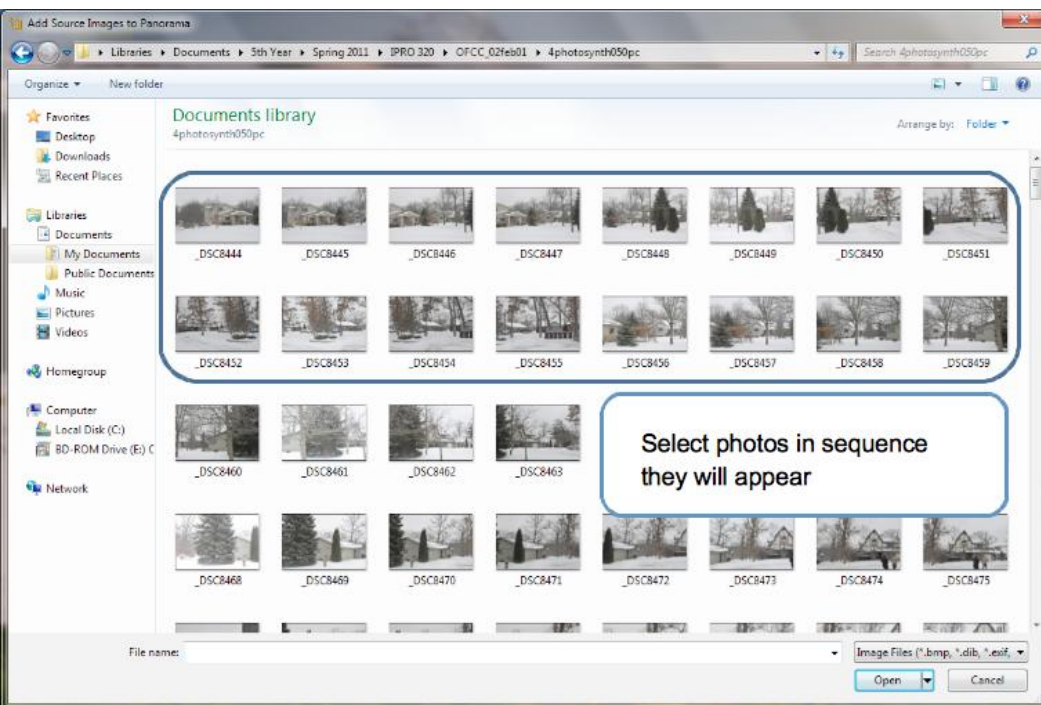 Add Source Images to Panorama
Libraries Documents 5th Year Spring 2011 IPRO 320 OFCC_02feb01 4photosynth050pc
Search 4photosynth050pc
Organize New folder
Favorites
Desktop
Downloads
Recent Places
Libraries
Documents
My Documents
Public Documents
Music
Pictures
Videos
Homegroup
Computer
Local Disk (C:)
BD-ROM Drive (E:) C
Network
Documents library
4photosynth050pc
Arrange by: Folder
_DSC8444 _DSC8445 _DSC8446 _DSC8447 _DSC8448 _DSC8449 _DSC8450 _DSC8451
_DSC8452 _DSC8453 _DSC8454 _DSC8455 _DSC8456 _DSC8457 _DSC8458 _DSC8459
_DSC8460 _DSC8461 _DSC8462 _DSC8463
Select photos in sequence
they will appear
_DSC8468 _DSC8469 _DSC8470 _DSC8471 _DSC8472 _DSC8473 _DSC8474 _DSC8475
File name:
Image Files (*.bmp, *.dib, *.exif,
Open Cancel